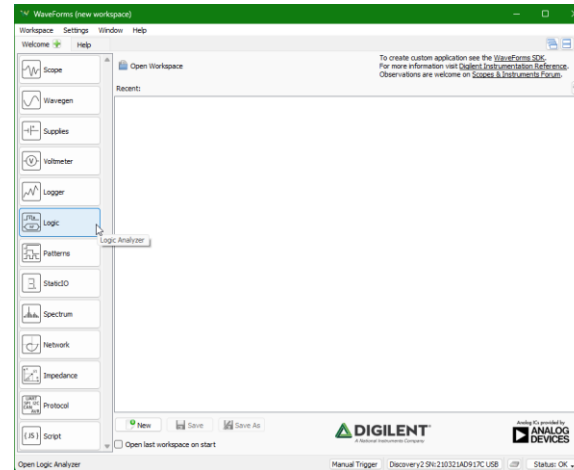 WaveForms (new workspace)
Workspace Settings Window Help
Welcome Help
Scope
Wavegen
Supplies
Voltmeter
Logger
Logic
Logic Analyzer
Patterns
StaticIO
Spectrum
Network
Impedance
Protocol
Script
Open Workspace
To create custom application see the WaveForms SDK.
For more information visit Digilent Instrumentation Reference.
Observations are welcome on Scopes & Instruments Forum.
Recent:
New Save Save As
Open last workspace on start
DIGILENT
A National Instruments Company
Analog ICs provided by
ANALOG
DEVICES
Open Logic Analyzer
Manual Trigger Discovery2 SN:210321AD917C USB Status: OK